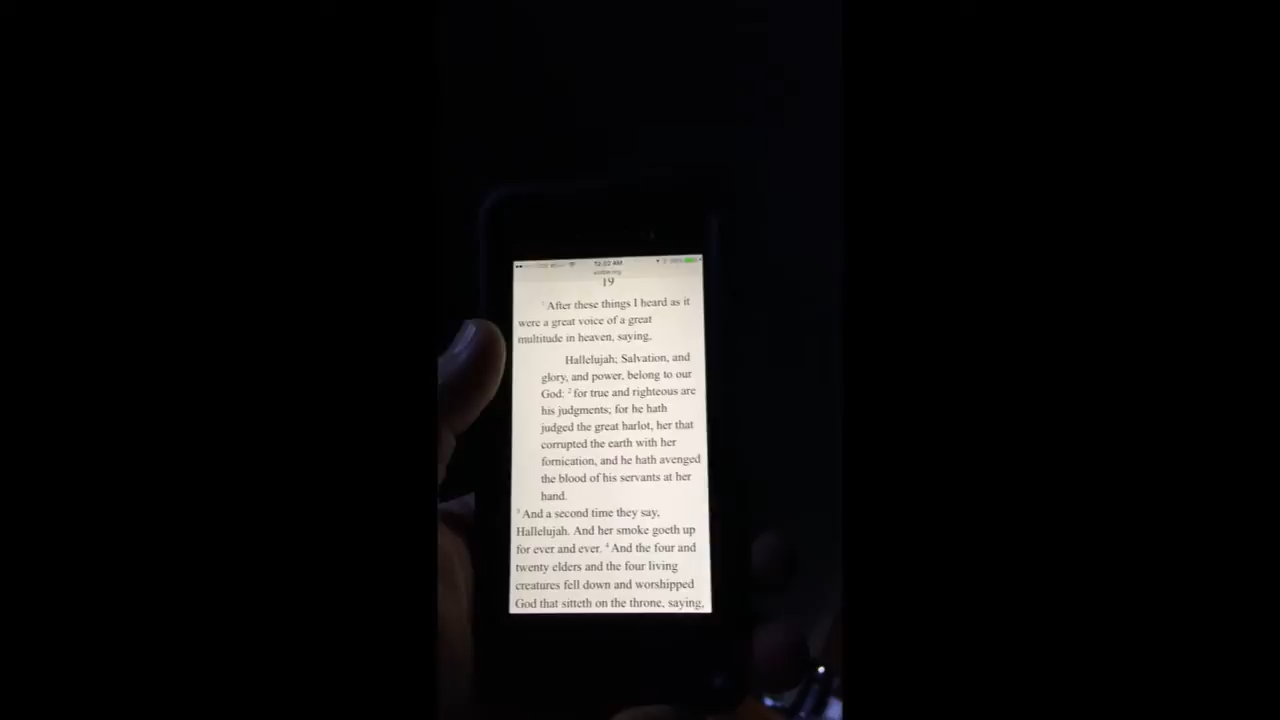 12:22 AM
19
1 After these things I heard as it
were a great voice of a great
multitude in heaven, saying,
Hallelujah; Salvation, and
glory, and power, belong to our
God: 2 for true and righteous are
his judgments; for he hath
judged the great harlot, her that
corrupted the earth with her
fornication, and he hath avenged
the blood of his servants at her
hand.
3 And a second time they say,
Hallelujah. And her smoke goeth up
for ever and ever. 4 And the four and
twenty elders and the four living
creatures fell down and worshipped
God that sitteth on the throne, saying,